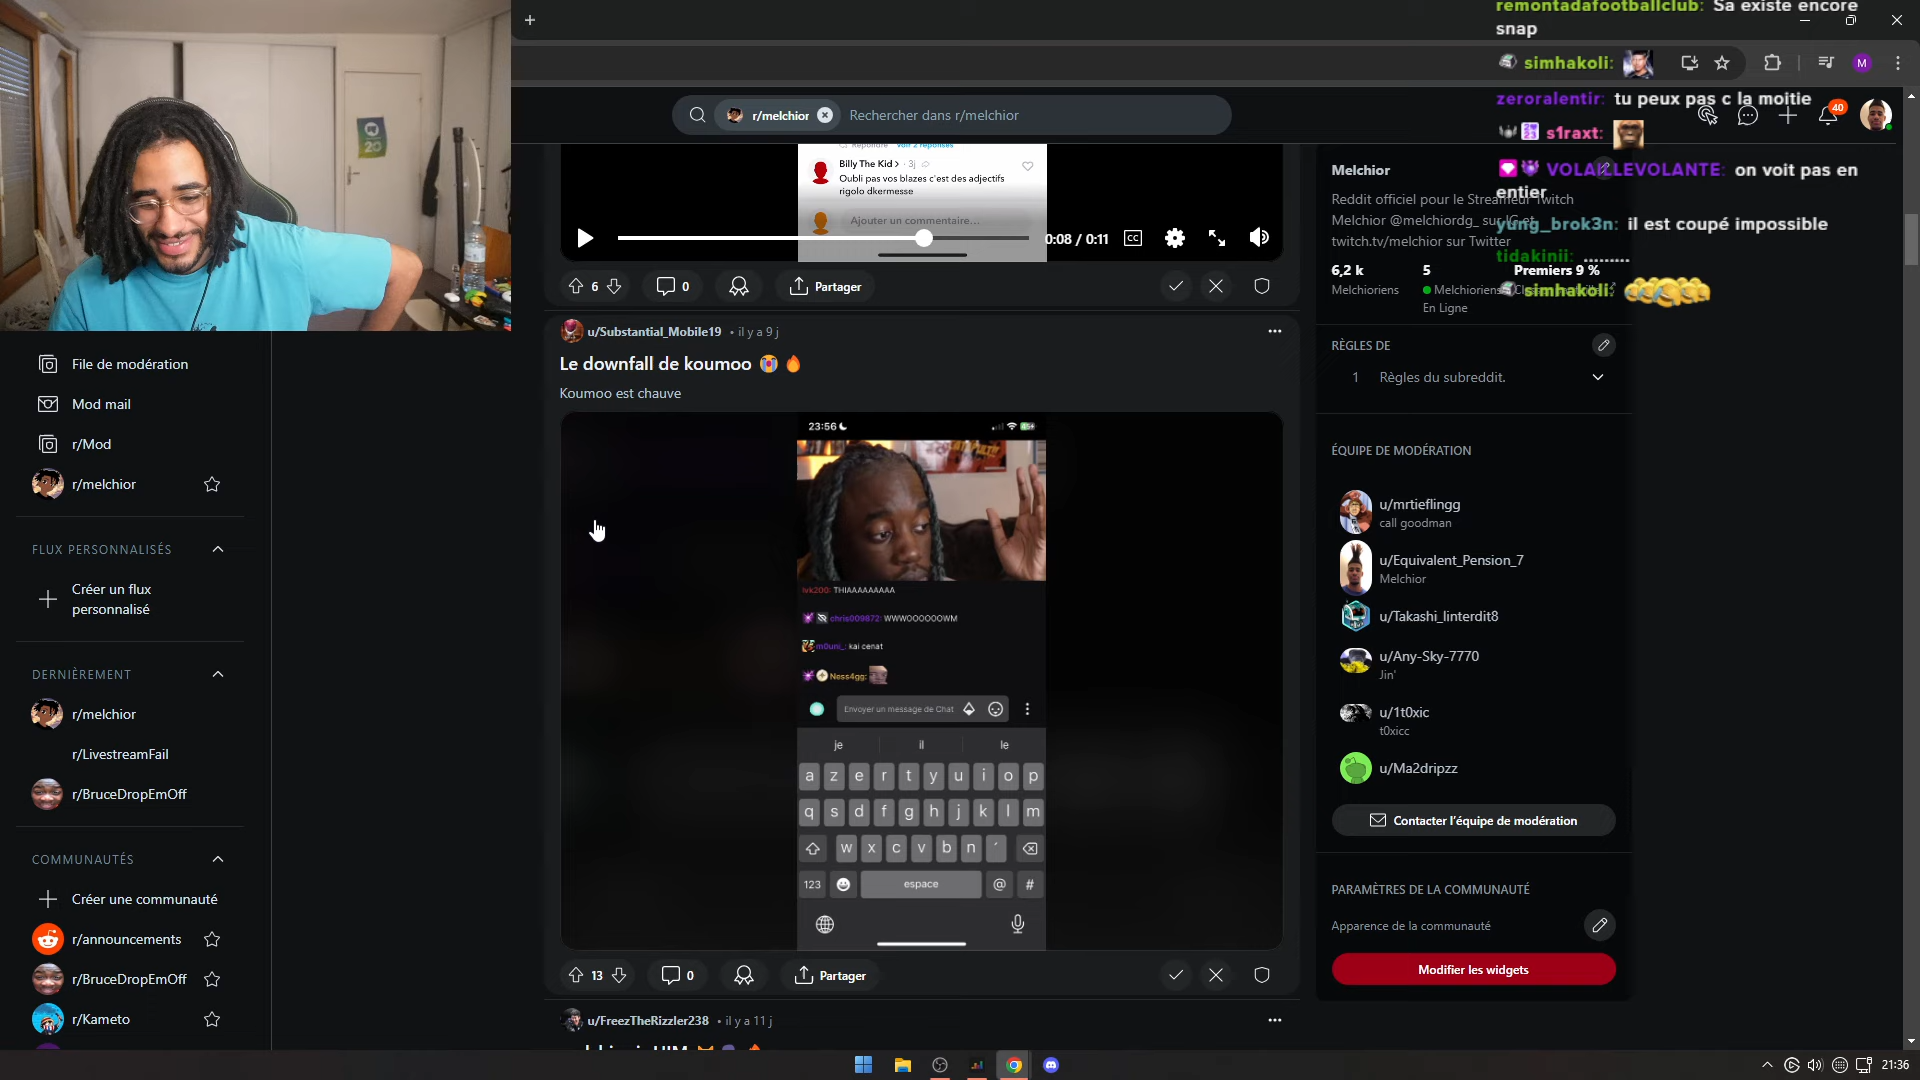 remontadafootballclub: Sa existe encore
snap
simhakoli:
zeroralentir: tu peux pas c la moitie
s1raxt:
VOLAILLEVOLANTE: on voit pas en
entier
yung_brok3n: il est coupé impossible
tidakinii: .........
simhakoli:
r/melchior
Rechercher dans r/melchior
40
M
Répondre Voir 2 réponses
Billy The Kid > · 3j
Oubli pas vos blazes c'est des adjectifs
rigolo dkermesse
Ajouter un commentaire...
0:08 / 0:11
6
0
Partager
u/Substantial_Mobile19 • il y a 9 j
Le downfall de koumoo 😭 🔥
Koumoo est chauve
23:56
THIAAAAAAAAA
chris009872: WWWOOOOOOWM
m0uni_: kai cenat
Ness4gg:
Envoyer un message de Chat
je il le
a z e r t y u i o p
q s d f g h j k l m
w x c v b n ´
123 espace @ #
13
0
Partager
u/FreezTheRizzler238 • il y a 11 j
File de modération
Mod mail
r/Mod
r/melchior
FLUX PERSONNALISÉS
Créer un flux
personnalisé
DERNIÈREMENT
r/melchior
r/LivestreamFail
r/BruceDropEmOff
COMMUNAUTÉS
Créer une communauté
r/announcements
r/BruceDropEmOff
r/Kameto
Melchior
Reddit officiel pour le Streameur Twitch
Melchior @melchiordg_ sur IG et
twitch.tv/melchior sur Twitter
6,2 k 5 Premiers 9 %
Melchioriens Melchioriens
En Ligne
RÈGLES DE
1 Règles du subreddit.
ÉQUIPE DE MODÉRATION
u/mrtieflingg
call goodman
u/Equivalent_Pension_7
Melchior
u/Takashi_linterdit8
u/Any-Sky-7770
Jin'
u/1t0xic
t0xicc
u/Ma2dripzz
Contacter l'équipe de modération
PARAMÈTRES DE LA COMMUNAUTÉ
Apparence de la communauté
Modifier les widgets
21:36